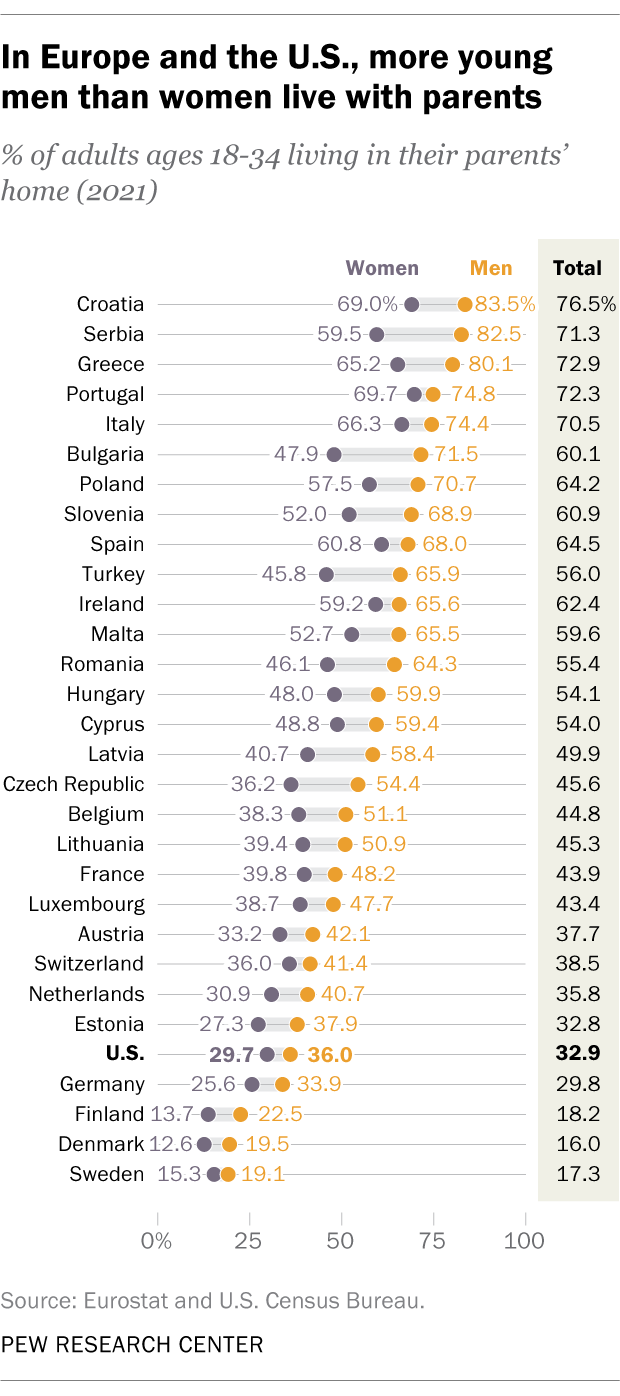 In Europe and the U.S., more young
men than women live with parents
% of adults ages 18-34 living in their parents’
home (2021)
Women Men Total
Croatia 69.0% 83.5% 76.5%
Serbia 59.5 82.5 71.3
Greece 65.2 80.1 72.9
Portugal 69.7 74.8 72.3
Italy 66.3 74.4 70.5
Bulgaria 47.9 71.5 60.1
Poland 57.5 70.7 64.2
Slovenia 52.0 68.9 60.9
Spain 60.8 68.0 64.5
Turkey 45.8 65.9 56.0
Ireland 59.2 65.6 62.4
Malta 52.7 65.5 59.6
Romania 46.1 64.3 55.4
Hungary 48.0 59.9 54.1
Cyprus 48.8 59.4 54.0
Latvia 40.7 58.4 49.9
Czech Republic 36.2 54.4 45.6
Belgium 38.3 51.1 44.8
Lithuania 39.4 50.9 45.3
France 39.8 48.2 43.9
Luxembourg 38.7 47.7 43.4
Austria 33.2 42.1 37.7
Switzerland 36.0 41.4 38.5
Netherlands 30.9 40.7 35.8
Estonia 27.3 37.9 32.8
U.S. 29.7 36.0 32.9
Germany 25.6 33.9 29.8
Finland 13.7 22.5 18.2
Denmark 12.6 19.5 16.0
Sweden 15.3 19.1 17.3
0% 25 50 75 100
Source: Eurostat and U.S. Census Bureau.
PEW RESEARCH CENTER